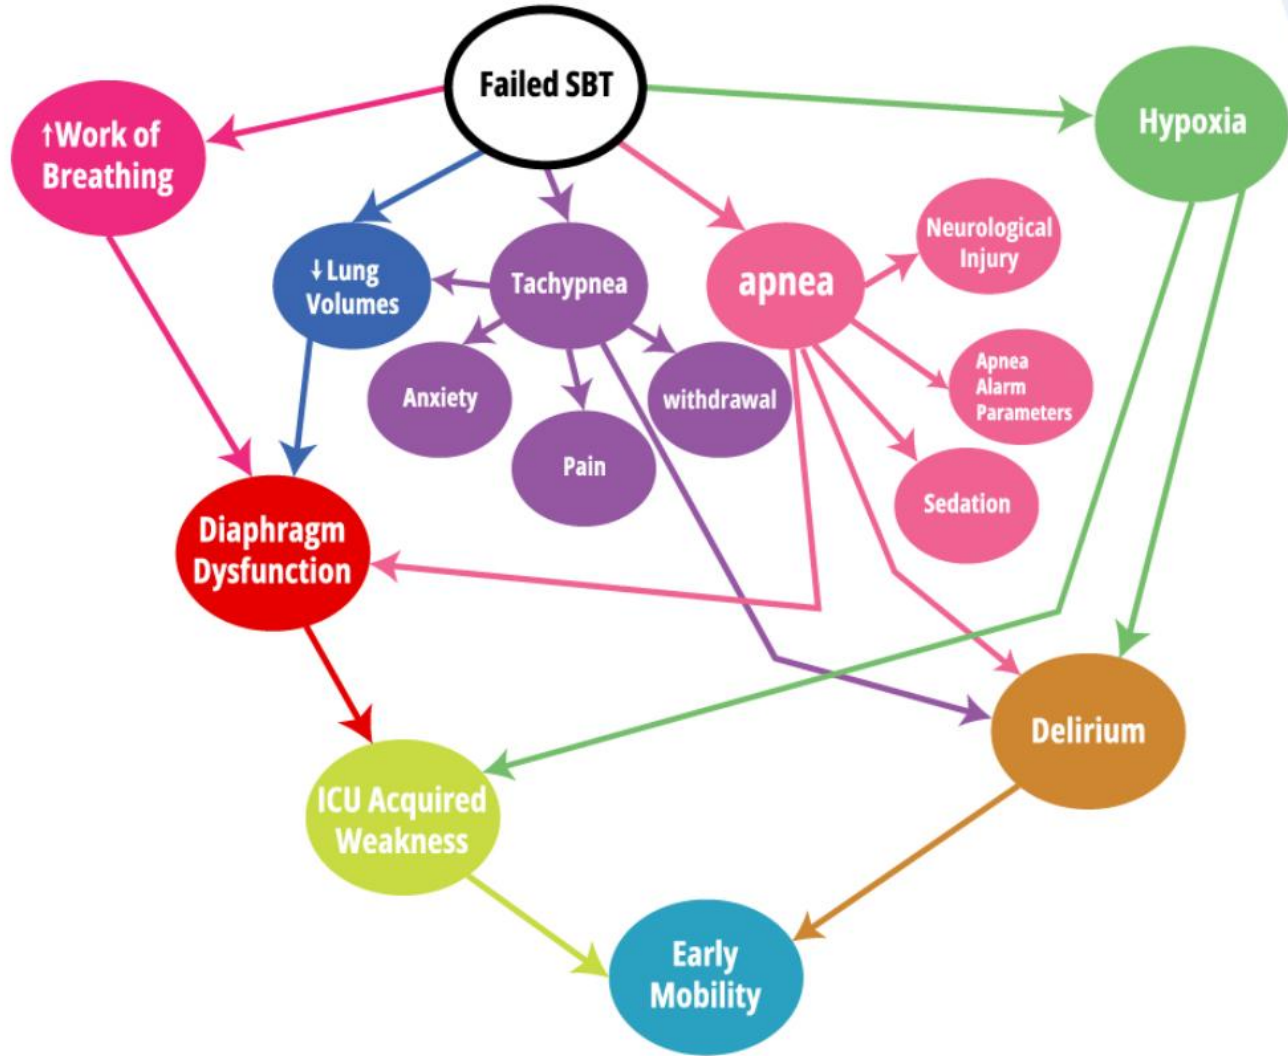 Failed SBT
↑Work of
Breathing
Hypoxia
↓Lung
Volumes
Tachypnea
apnea
Neurological
Injury
Anxiety
withdrawal
Apnea
Alarm
Parameters
Pain
Sedation
Diaphragm
Dysfunction
Delirium
ICU Acquired
Weakness
Early
Mobility